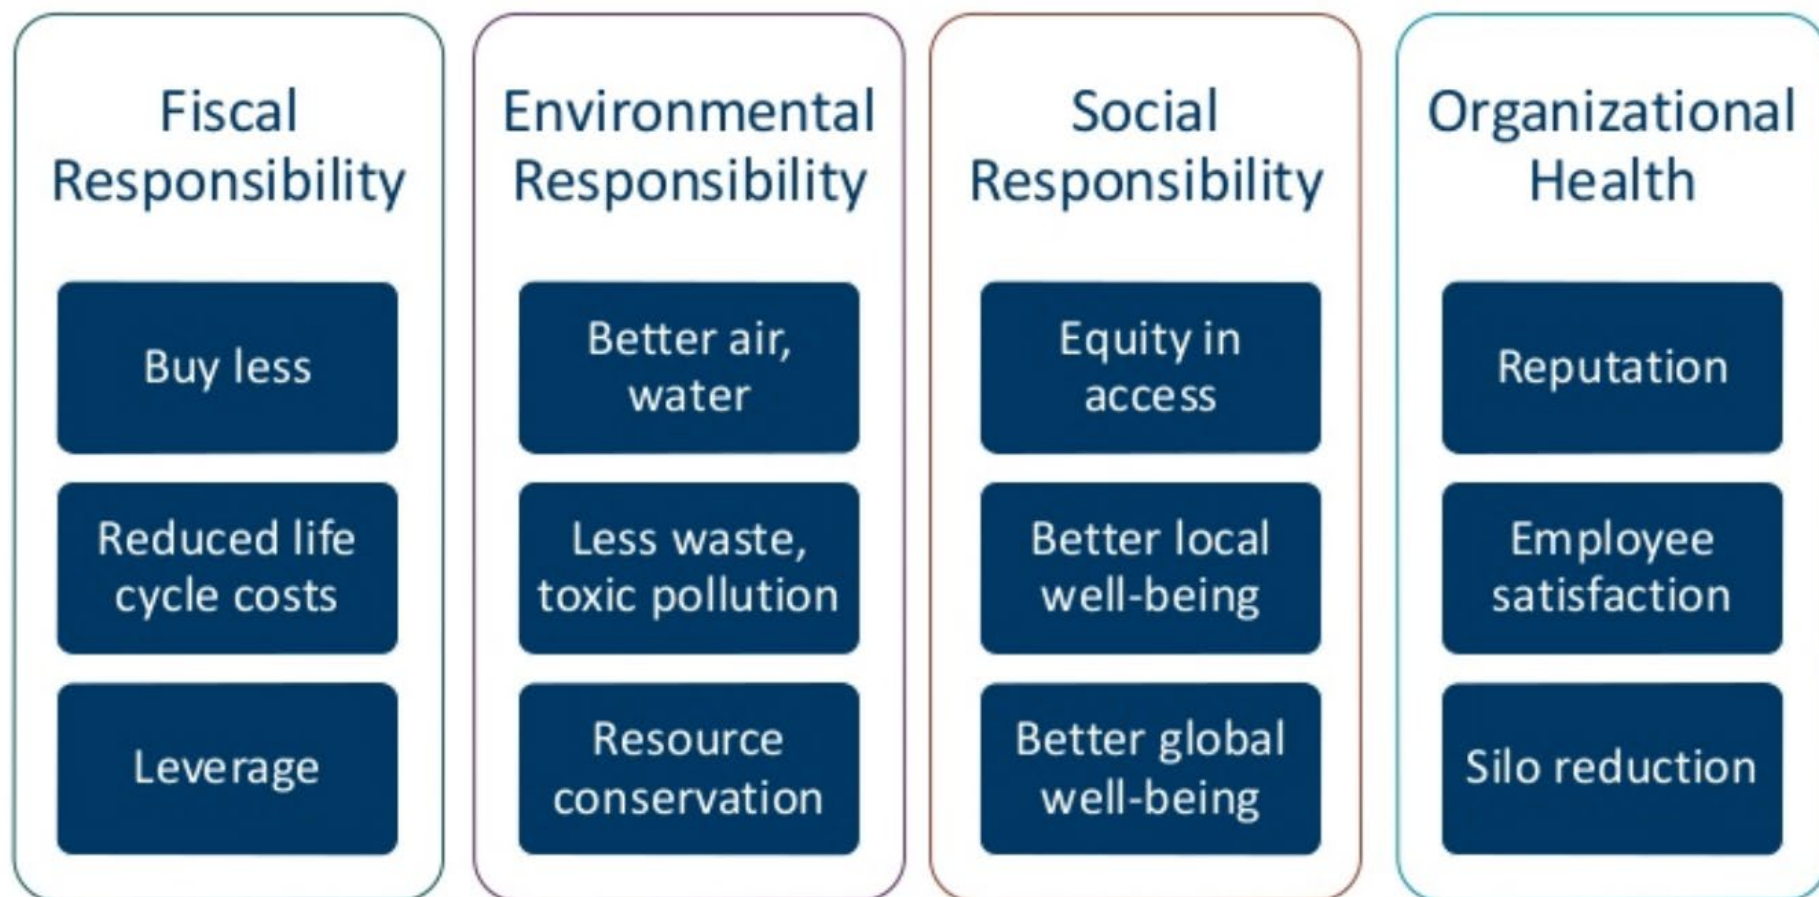 Fiscal
Responsibility
Buy less
Reduced life
cycle costs
Leverage
Environmental
Responsibility
Better air,
water
Less waste,
toxic pollution
Resource
conservation
Social
Responsibility
Equity in
access
Better local
well-being
Better global
well-being
Organizational
Health
Reputation
Employee
satisfaction
Silo reduction